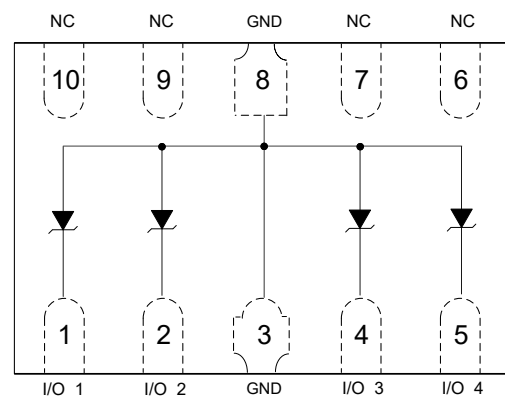 NC NC GND NC NC
10 9 8 7 6
1 2 3 4 5
I/O 1 I/O 2 GND I/O 3 I/O 4